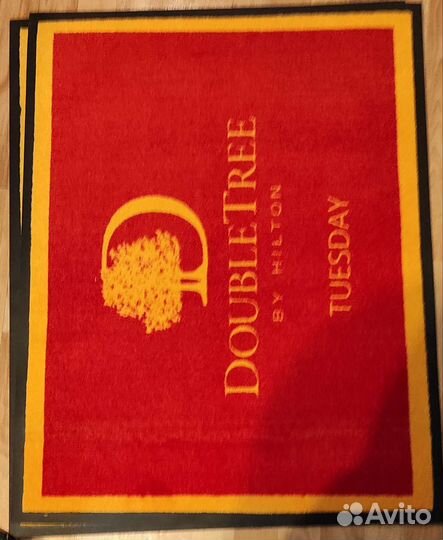 D
DOUBLETREE
BY HILTON
TUESDAY
Avito